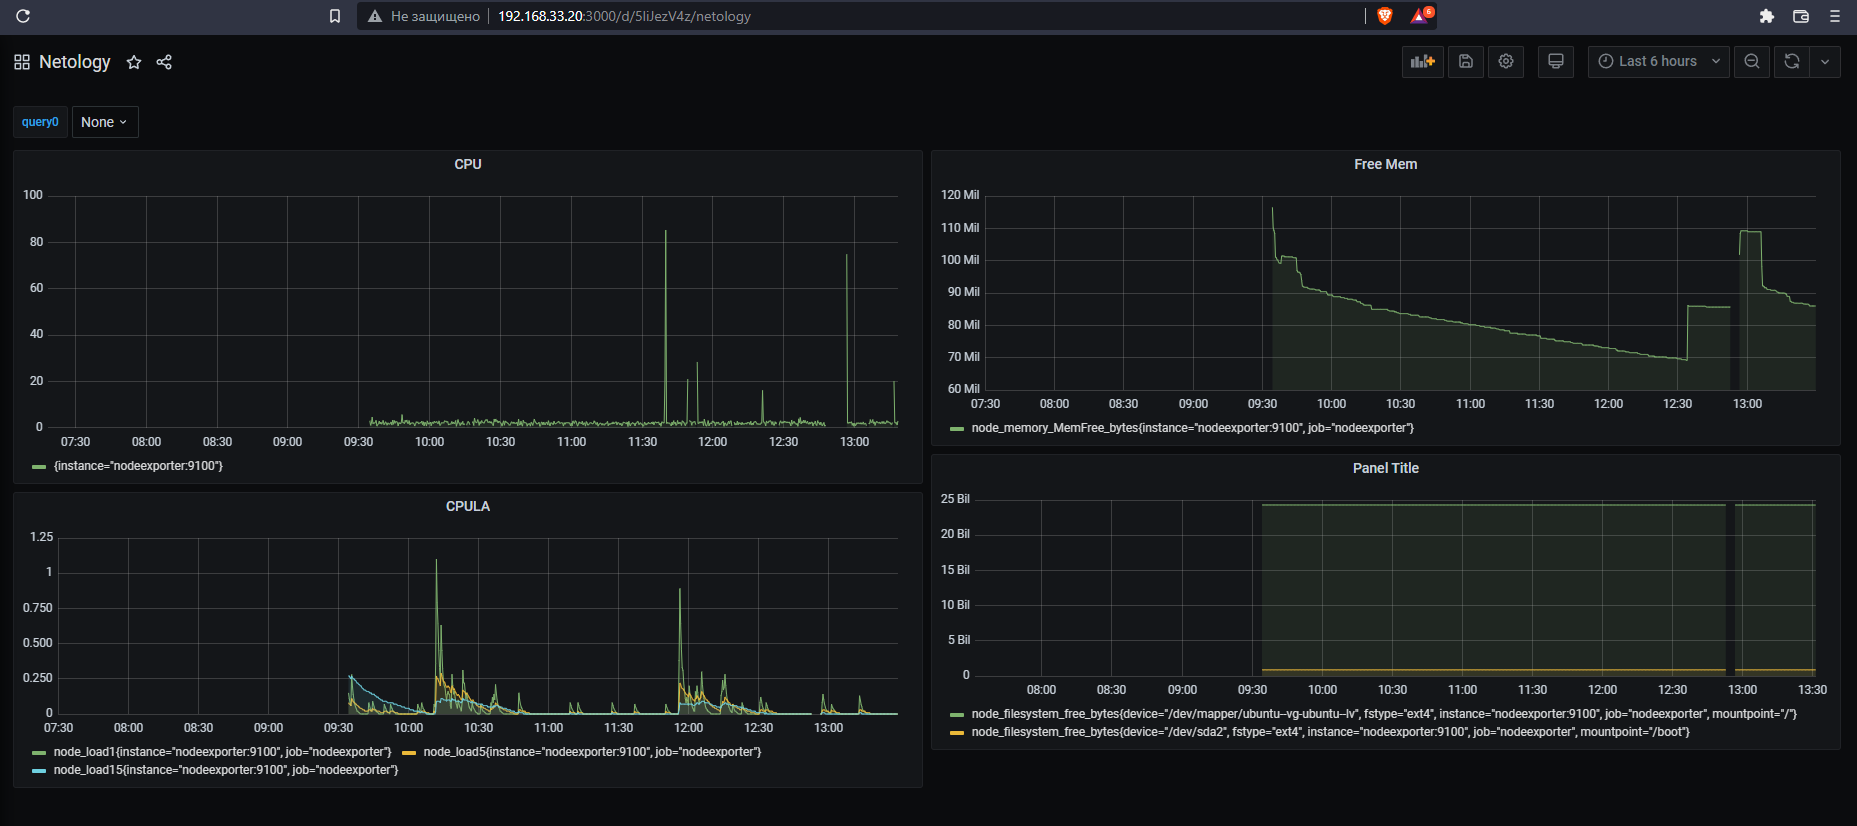 Не защищено 192.168.33.20:3000/d/5liJezV4z/netology 6
Netology Last 6 hours
query0 None
CPU
100
80
60
40
20
0
07:30 08:00 08:30 09:00 09:30 10:00 10:30 11:00 11:30 12:00 12:30 13:00
{instance="nodeexporter:9100"}
Free Mem
120 Mil
110 Mil
100 Mil
90 Mil
80 Mil
70 Mil
60 Mil
07:30 08:00 08:30 09:00 09:30 10:00 10:30 11:00 11:30 12:00 12:30 13:00
node_memory_MemFree_bytes{instance="nodeexporter:9100", job="nodeexporter"}
CPULA
1.25
1
0.750
0.500
0.250
0
07:30 08:00 08:30 09:00 09:30 10:00 10:30 11:00 11:30 12:00 12:30 13:00
node_load1{instance="nodeexporter:9100", job="nodeexporter"} node_load5{instance="nodeexporter:9100", job="nodeexporter"}
node_load15{instance="nodeexporter:9100", job="nodeexporter"}
Panel Title
25 Bil
20 Bil
15 Bil
10 Bil
5 Bil
0
08:00 08:30 09:00 09:30 10:00 10:30 11:00 11:30 12:00 12:30 13:00 13:30
node_filesystem_free_bytes{device="/dev/mapper/ubuntu--vg-ubuntu--lv", fstype="ext4", instance="nodeexporter:9100", job="nodeexporter", mountpoint="/"}
node_filesystem_free_bytes{device="/dev/sda2", fstype="ext4", instance="nodeexporter:9100", job="nodeexporter", mountpoint="/boot"}